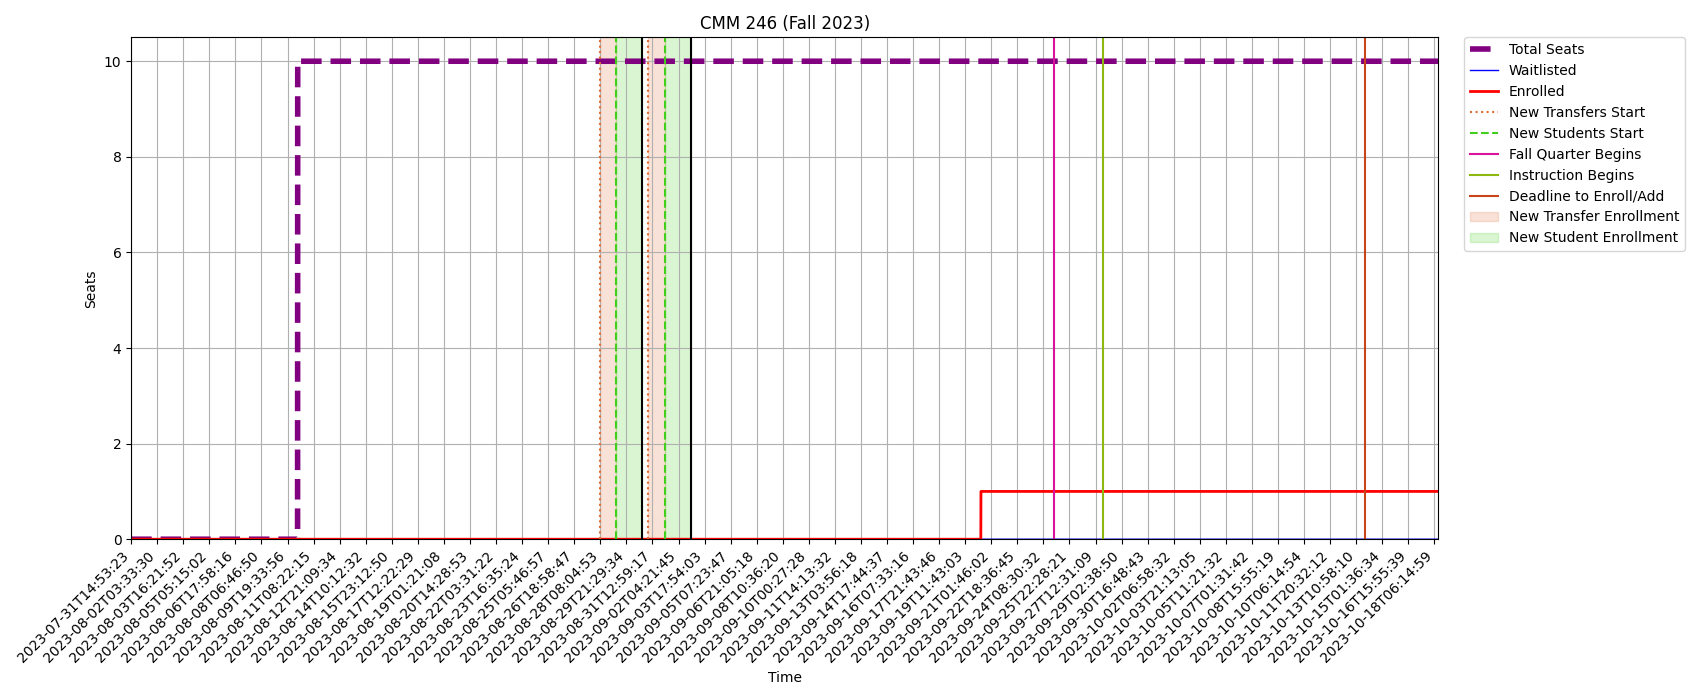 CMM 246 (Fall 2023)
Seats
10
8
6
4
2
0
2023-07-31T14:53:23
2023-08-02T03:33:30
2023-08-03T16:21:52
2023-08-05T05:15:02
2023-08-06T17:58:16
2023-08-08T06:46:50
2023-08-09T19:33:56
2023-08-11T08:22:15
2023-08-12T21:09:34
2023-08-14T10:12:32
2023-08-15T23:12:50
2023-08-17T12:22:29
2023-08-19T01:21:08
2023-08-20T14:28:53
2023-08-22T03:31:22
2023-08-23T16:35:24
2023-08-25T05:46:57
2023-08-26T18:58:47
2023-08-28T08:04:53
2023-08-29T21:29:34
2023-08-31T12:59:17
2023-09-02T04:21:45
2023-09-03T17:54:03
2023-09-05T07:23:47
2023-09-06T21:05:18
2023-09-08T10:36:20
2023-09-10T00:27:28
2023-09-11T14:13:32
2023-09-13T03:56:18
2023-09-14T17:44:37
2023-09-16T07:33:16
2023-09-17T21:43:46
2023-09-19T11:43:03
2023-09-21T01:46:02
2023-09-22T18:36:45
2023-09-24T08:30:32
2023-09-25T22:28:21
2023-09-27T12:31:09
2023-09-29T02:38:50
2023-09-30T16:48:43
2023-10-02T06:58:32
2023-10-03T21:13:05
2023-10-05T11:21:32
2023-10-07T01:31:42
2023-10-08T15:55:19
2023-10-10T06:14:54
2023-10-11T20:32:12
2023-10-13T10:58:10
2023-10-15T01:36:34
2023-10-16T15:55:39
2023-10-18T06:14:59
Time
Total Seats
Waitlisted
Enrolled
New Transfers Start
New Students Start
Fall Quarter Begins
Instruction Begins
Deadline to Enroll/Add
New Transfer Enrollment
New Student Enrollment